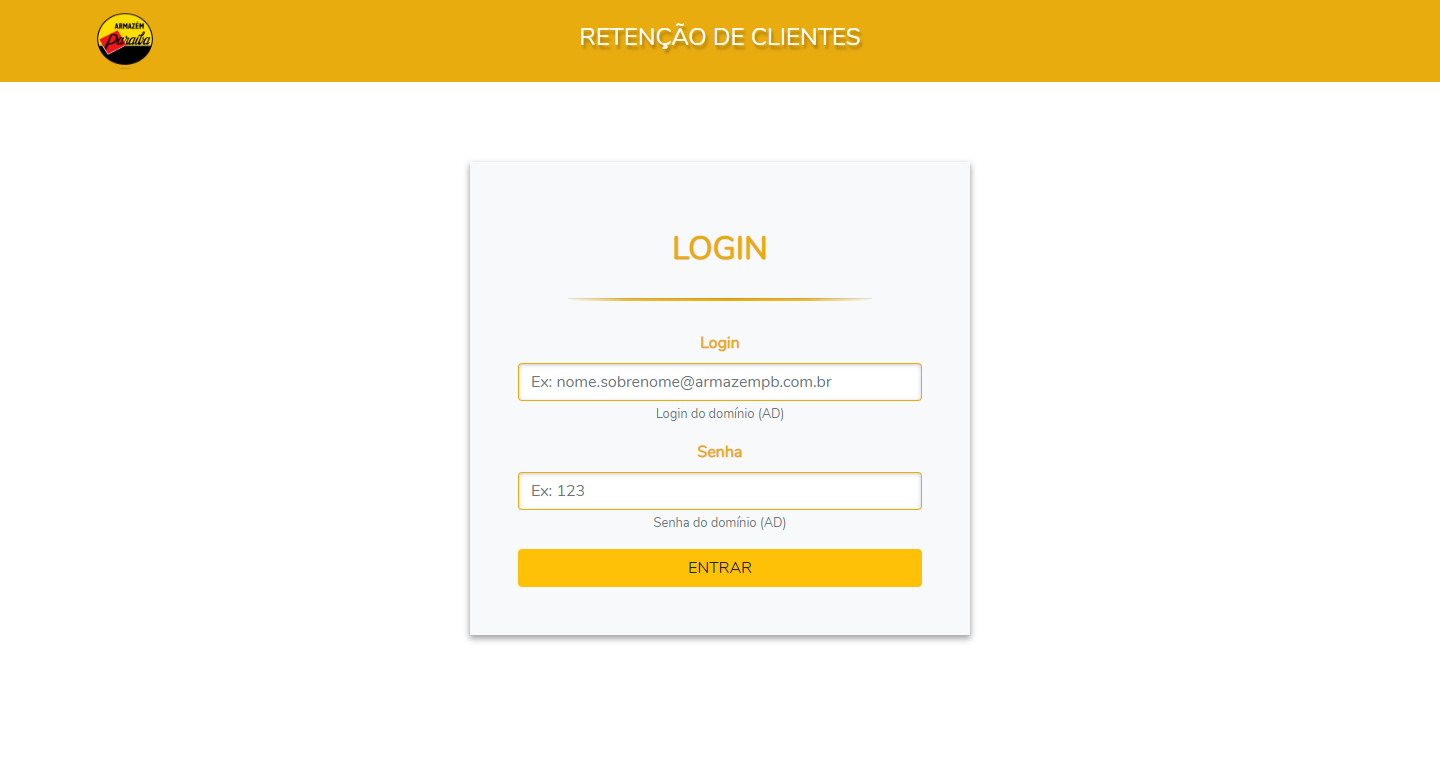 ARMAZÉM
Paraíba
RETENÇÃO DE CLIENTES
LOGIN
Login
Ex: nome.sobrenome@armazempb.com.br
Login do domínio (AD)
Senha
Ex: 123
Senha do domínio (AD)
ENTRAR